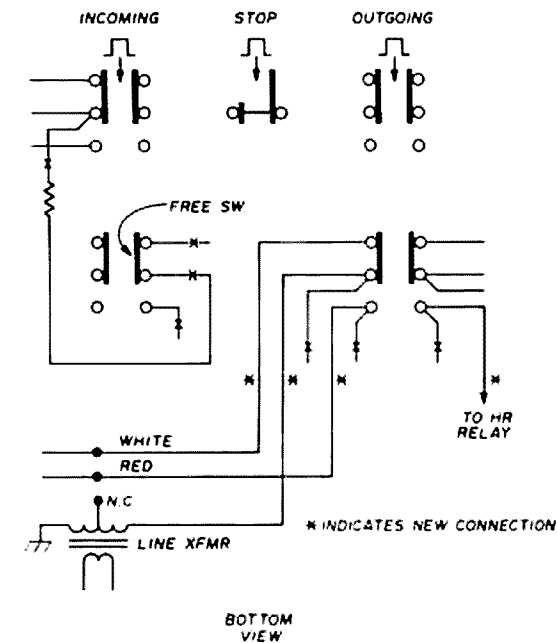 INCOMING
STOP
OUTGOING
FREE SW.
TO HR
RELAY
WHITE
RED
N.C
* INDICATES NEW CONNECTION
LINE XFMR
BOTTOM
VIEW